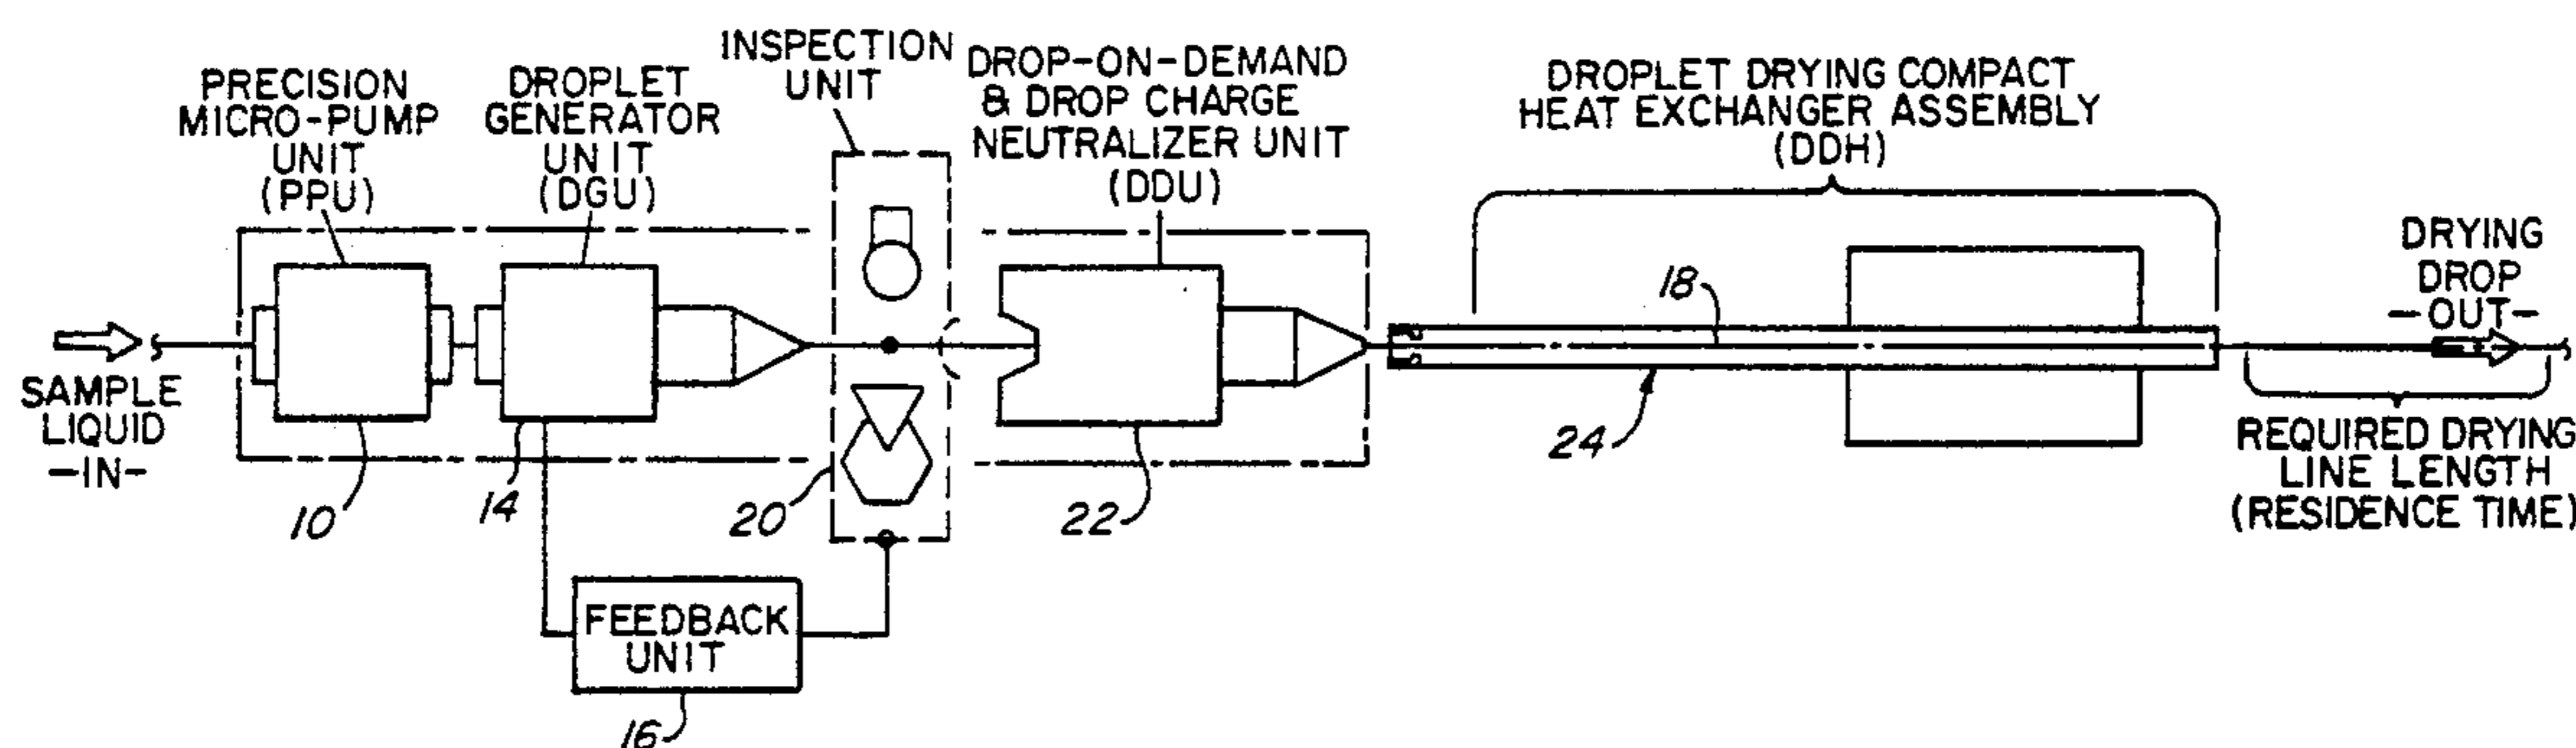 PRECISION
MICRO-PUMP
UNIT
(PPU)
DROPLET
GENERATOR
UNIT
(DGU)
INSPECTION
UNIT
DROP-ON-DEMAND
& DROP CHARGE
NEUTRALIZER UNIT
(DDU)
DROPLET DRYING COMPACT
HEAT EXCHANGER ASSEMBLY
(DDH)
DRYING
DROP
-OUT-
18
SAMPLE
LIQUID
-IN-
10
14
20
22
24
REQUIRED DRYING
LINE LENGTH
(RESIDENCE TIME)
FEEDBACK
UNIT
16